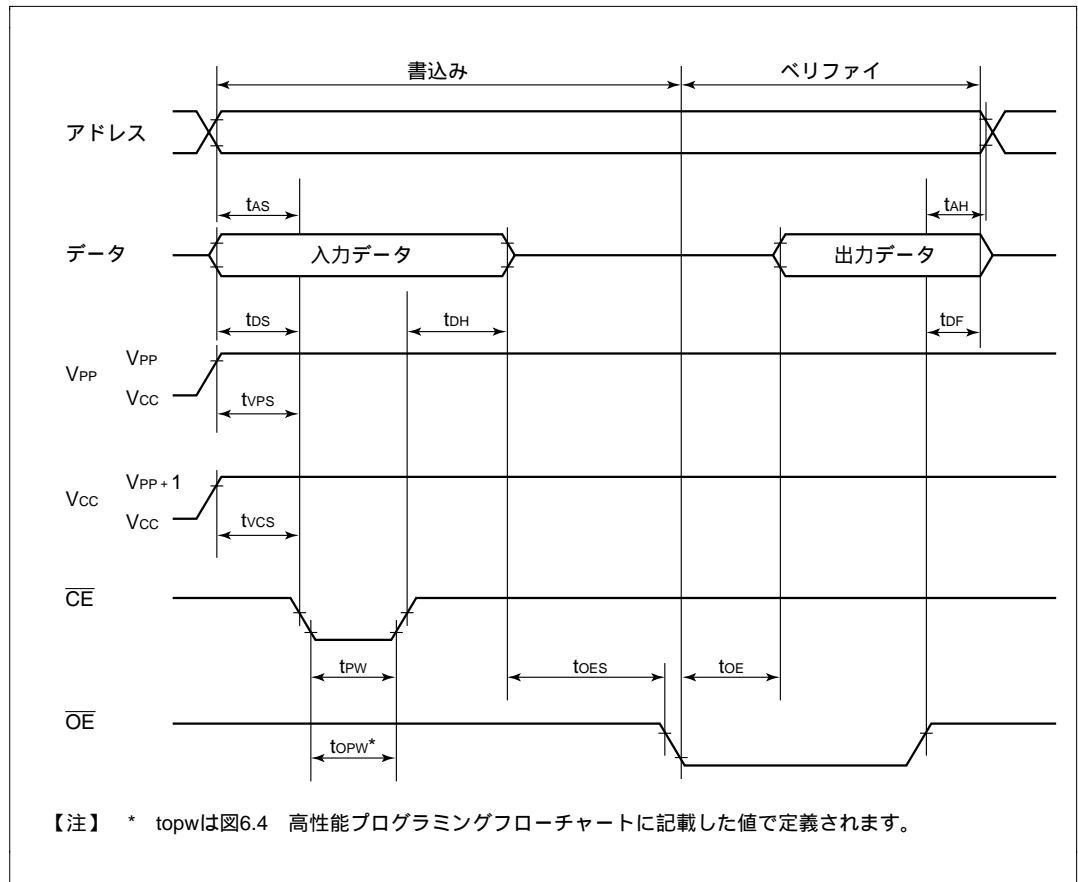 書込み ベリファイ
アドレス
tAS tAH
データ 入力データ 出力データ
tDS tDH tDF
VPP VPP
VCC
tVPS
VCC VPP+1
VCC
tVCS
CE
tPW tOES tOE
OE
tOPW*
【注】 * topwは図6.4 高性能プログラミングフローチャートに記載した値で定義されます。